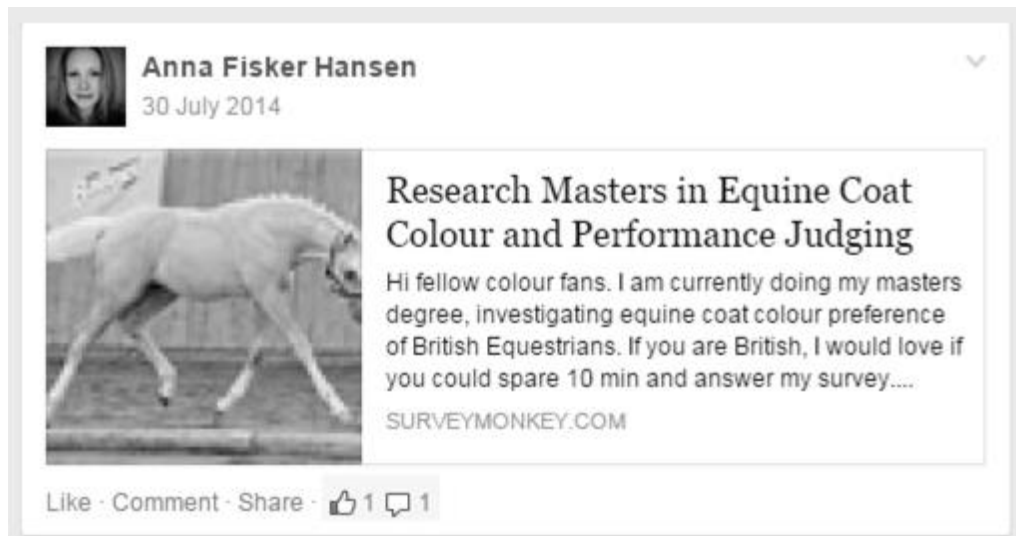 Anna Fisker Hansen
30 July 2014
Research Masters in Equine Coat
Colour and Performance Judging
Hi fellow colour fans. I am currently doing my masters
degree, investigating equine coat colour preference
of British Equestrians. If you are British, I would love if
you could spare 10 min and answer my survey....
SURVEYMONKEY.COM
Like · Comment · Share · 1 1